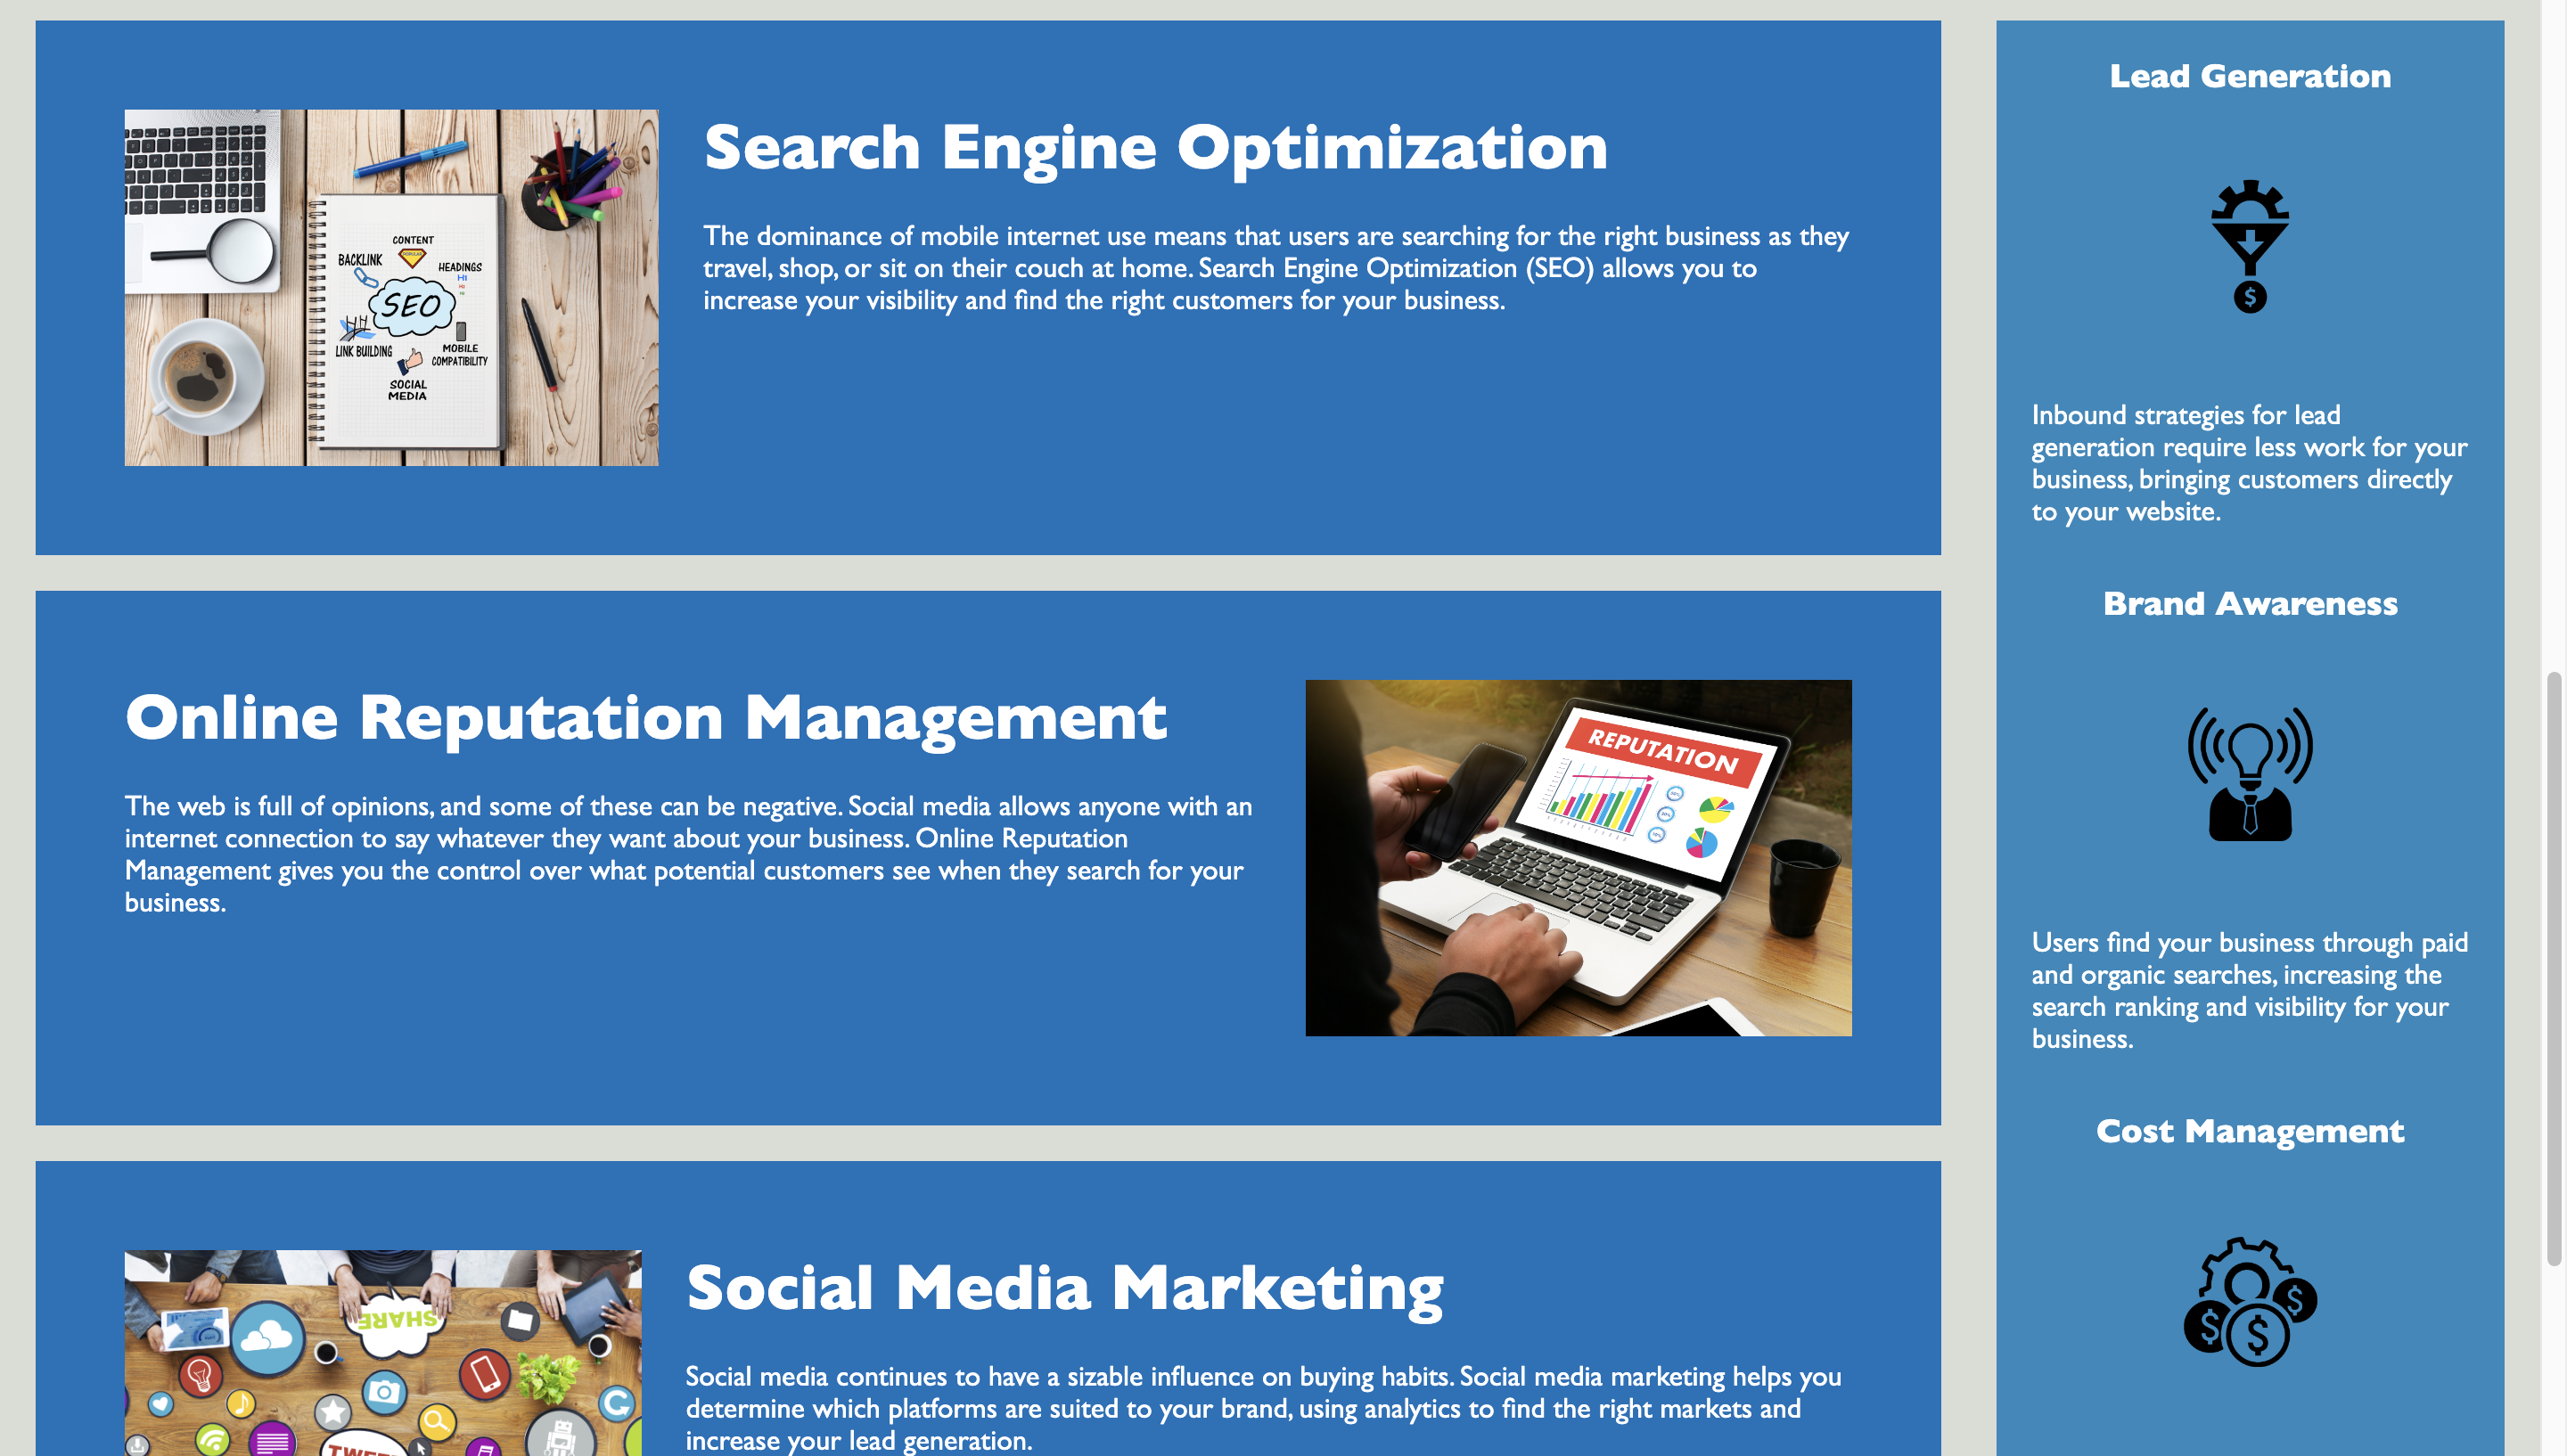 Search Engine Optimization
The dominance of mobile internet use means that users are searching for the right business as they
travel, shop, or sit on their couch at home. Search Engine Optimization (SEO) allows you to
increase your visibility and find the right customers for your business.
CONTENT
POPULAR
BACKLINK
HEADINGS
H1
H2
SEO
LINK BUILDING
MOBILE
COMPATIBILITY
SOCIAL
MEDIA
Online Reputation Management
The web is full of opinions, and some of these can be negative. Social media allows anyone with an
internet connection to say whatever they want about your business. Online Reputation
Management gives you the control over what potential customers see when they search for your
business.
REPUTATION
Social Media Marketing
Social media continues to have a sizable influence on buying habits. Social media marketing helps you
determine which platforms are suited to your brand, using analytics to find the right markets and
increase your lead generation.
SHARE
Lead Generation
$
Inbound strategies for lead
generation require less work for your
business, bringing customers directly
to your website.
Brand Awareness
Users find your business through paid
and organic searches, increasing the
search ranking and visibility for your
business.
Cost Management
$
$
$